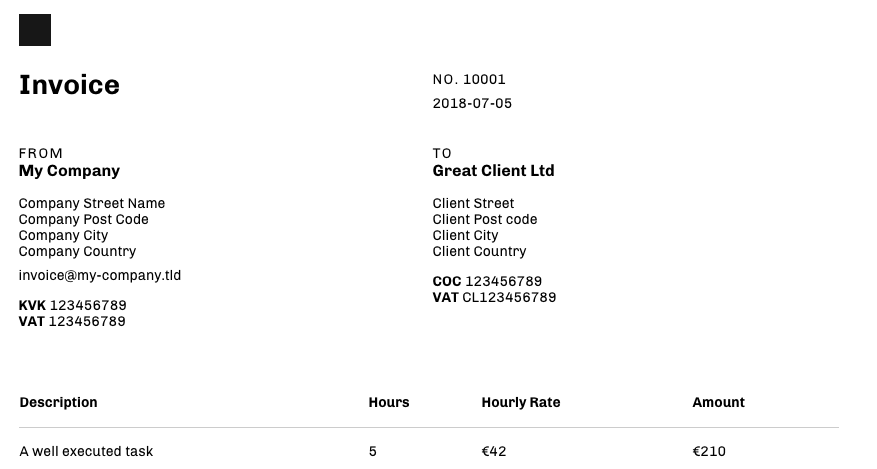 Invoice
NO. 10001
2018-07-05
FROM
My Company
Company Street Name
Company Post Code
Company City
Company Country
invoice@my-company.tld
KVK 123456789
VAT 123456789
TO
Great Client Ltd
Client Street
Client Post code
Client City
Client Country
COC 123456789
VAT CL123456789
Description Hours Hourly Rate Amount
A well executed task 5 €42 €210